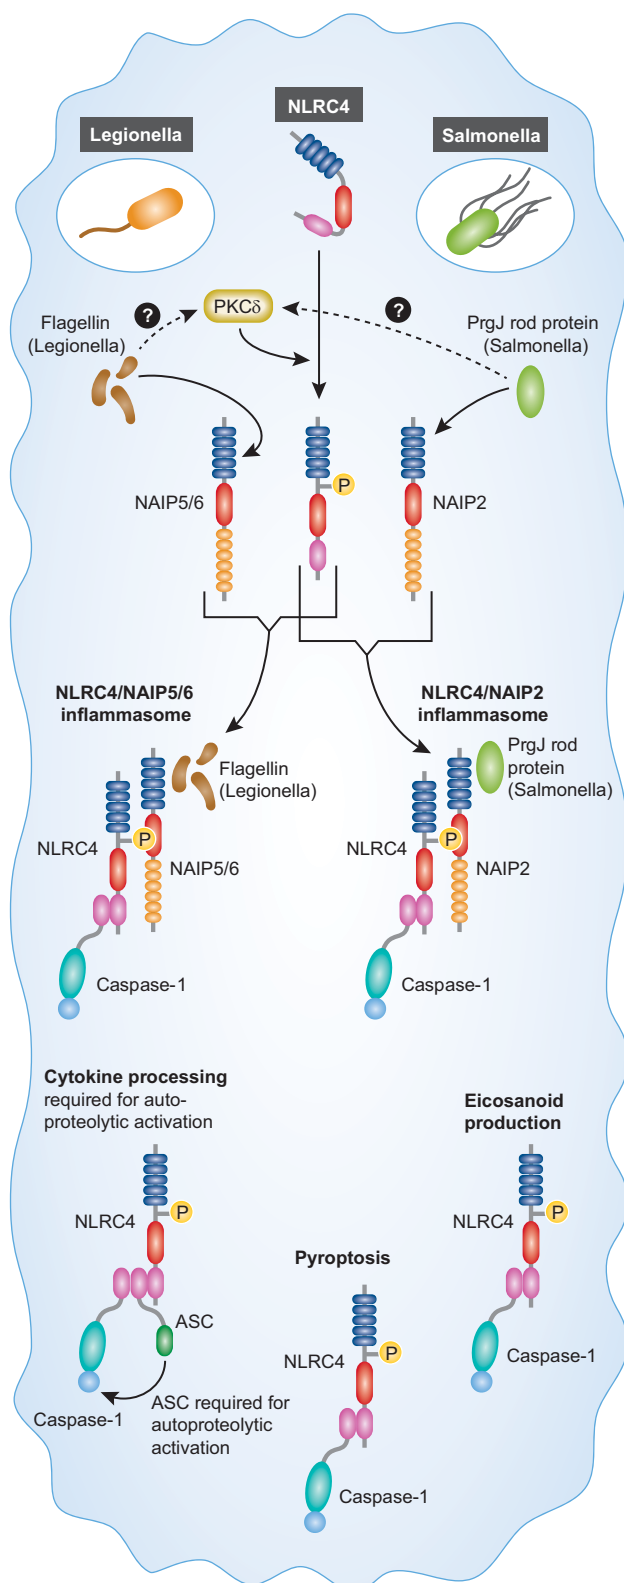 NLRC4
Legionella
Salmonella
?
PKCδ
?
Flagellin
(Legionella)
PrgJ rod protein
(Salmonella)
NAIP5/6
P
NAIP2
NLRC4/NAIP5/6
inflammasome
NLRC4/NAIP2
inflammasome
Flagellin
(Legionella)
PrgJ rod
protein
(Salmonella)
NLRC4
P
NAIP5/6
NLRC4
P
NAIP2
Caspase-1
Caspase-1
Cytokine processing
required for auto-
proteolytic activation
Eicosanoid
production
NLRC4
P
NLRC4
P
Pyroptosis
ASC
NLRC4
P
Caspase-1
Caspase-1
ASC required for
autoproteolytic
activation
Caspase-1